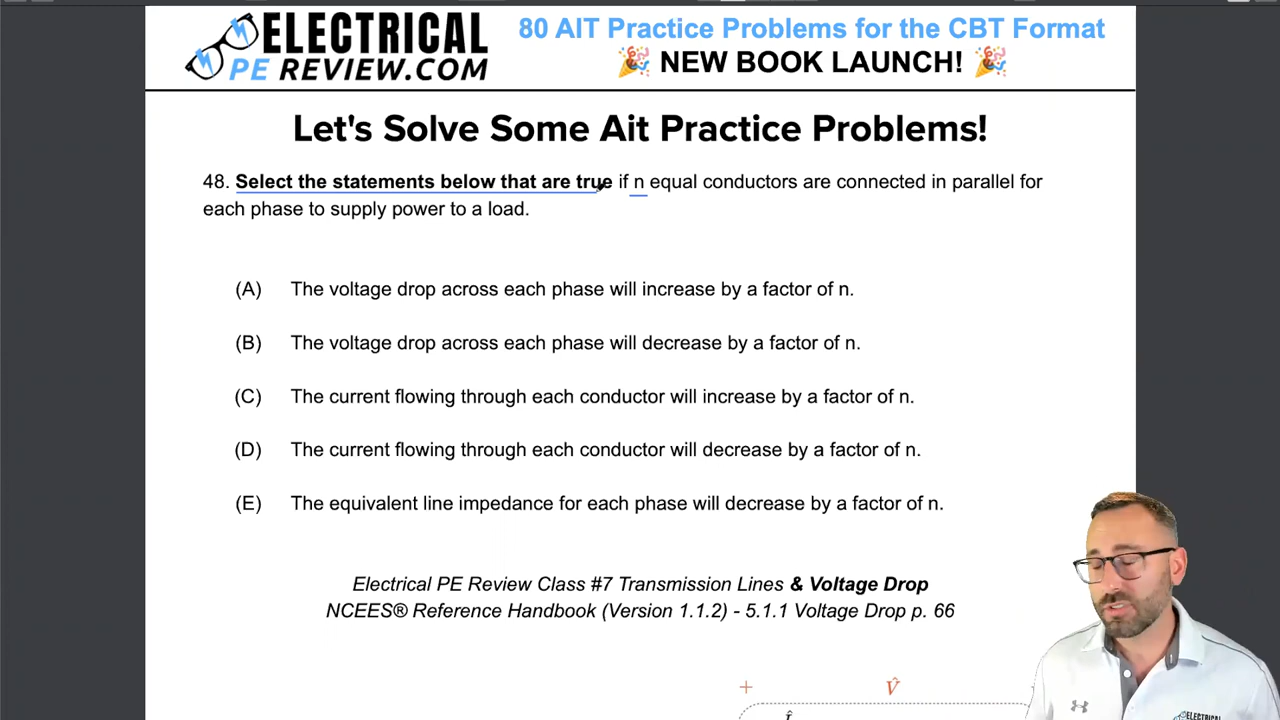 ELECTRICAL
PE REVIEW.COM
80 AIT Practice Problems for the CBT Format
🎉 NEW BOOK LAUNCH! 🎉
Let's Solve Some Ait Practice Problems!
48. Select the statements below that are true if n equal conductors are connected in parallel for
each phase to supply power to a load.
(A) The voltage drop across each phase will increase by a factor of n.
(B) The voltage drop across each phase will decrease by a factor of n.
(C) The current flowing through each conductor will increase by a factor of n.
(D) The current flowing through each conductor will decrease by a factor of n.
(E) The equivalent line impedance for each phase will decrease by a factor of n.
Electrical PE Review Class #7 Transmission Lines & Voltage Drop
NCEES® Reference Handbook (Version 1.1.2) - 5.1.1 Voltage Drop p. 66
+ V̂
ELECTRICAL